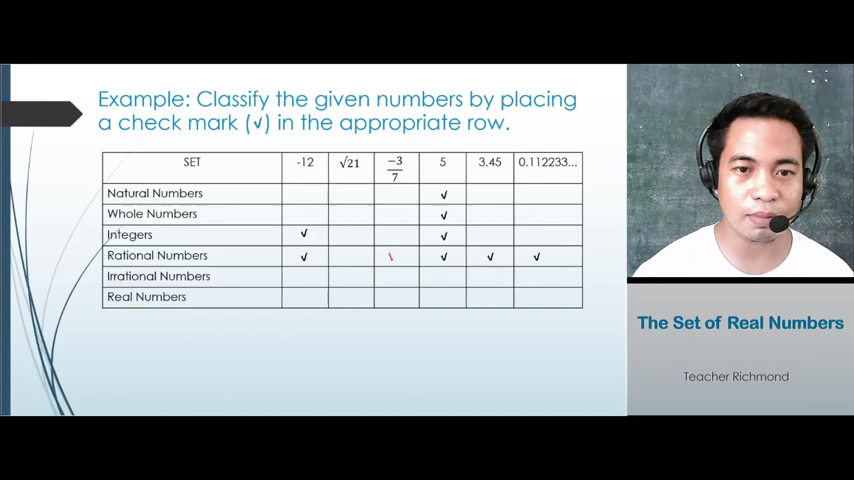 Example: Classify the given numbers by placing
a check mark (✓) in the appropriate row.
SET -12 √21 −3/7 5 3.45 0.112233...
Natural Numbers ✓
Whole Numbers ✓
Integers ✓ ✓
Rational Numbers ✓ ✓ ✓ ✓
Irrational Numbers
Real Numbers
The Set of Real Numbers
Teacher Richmond